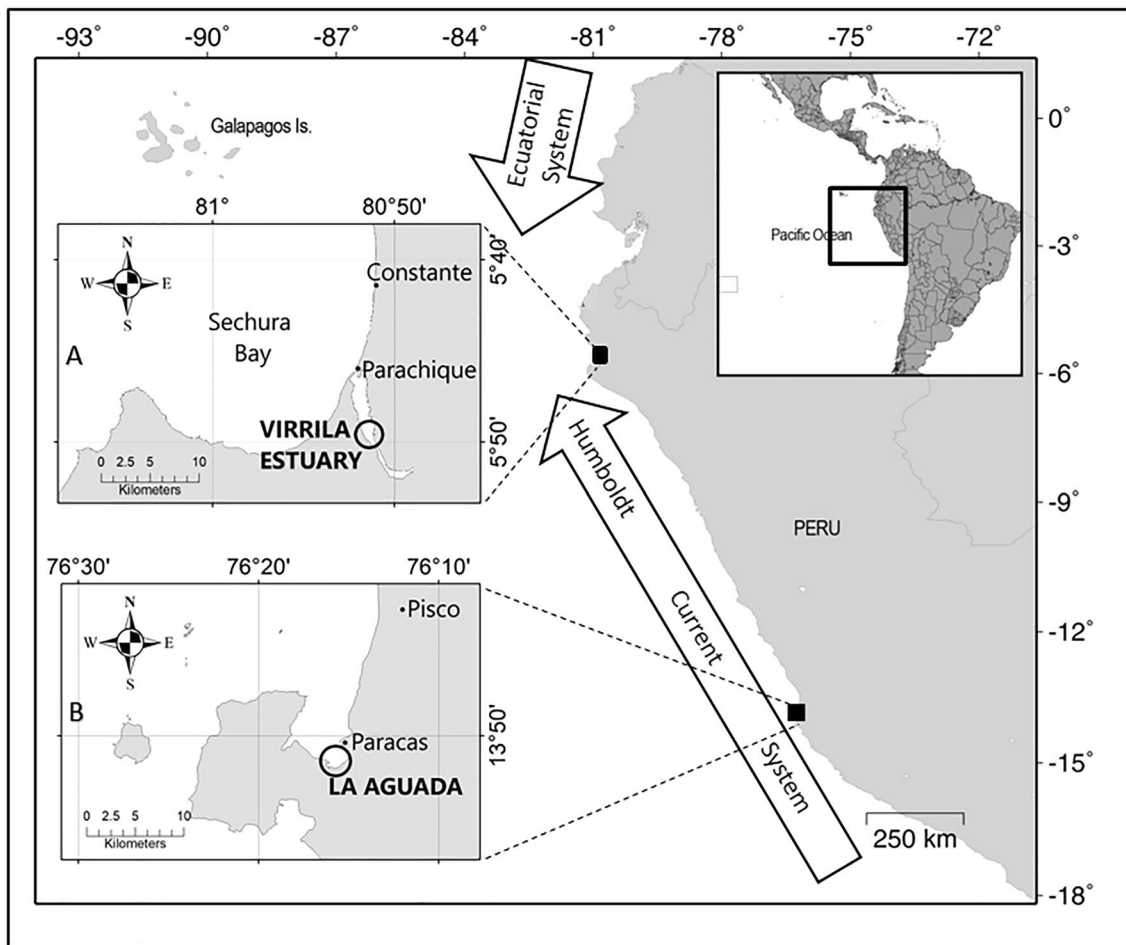 -93° -90° -87° -84° -81° -78° -75° -72°
0°
-3°
-6°
-9°
-12°
-15°
-18°
Galapagos Is.
Ecuatorial
System
Pacific Ocean
81° 80°50'
5°40'
5°50'
N
W E
S
Constante
Sechura
Bay
A
Parachique
VIRRILA
ESTUARY
0 2.5 5 10
Kilometers
Humboldt
Current
System
PERU
76°30' 76°20' 76°10'
13°50'
N
W E
S
Pisco
B
Paracas
LA AGUADA
0 2.5 5 10
Kilometers
250 km